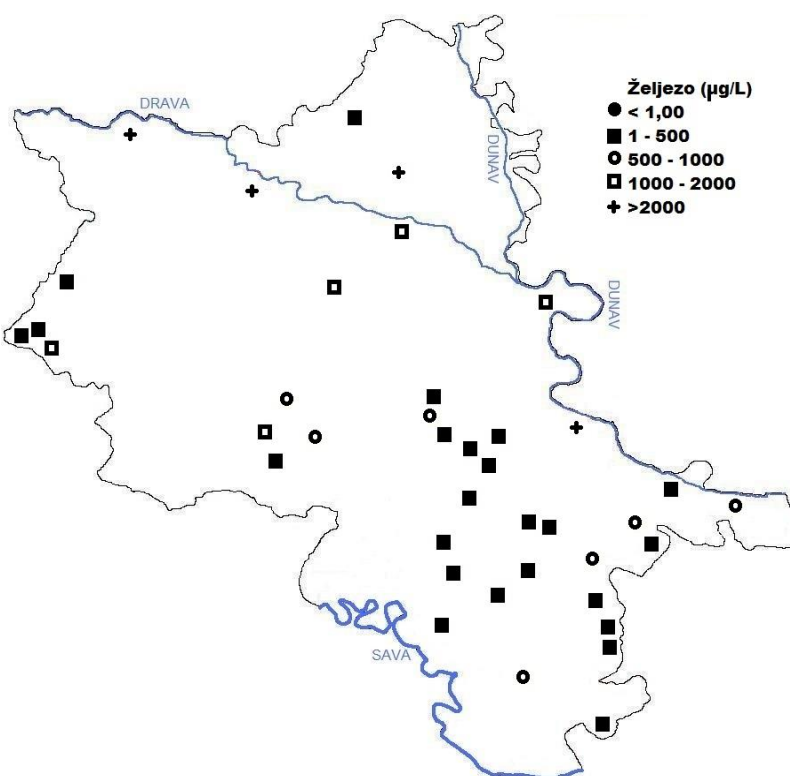 Željezo (µg/L)
< 1,00
1 - 500
500 - 1000
1000 - 2000
>2000
DRAVA
DUNAV
DUNAV
SAVA